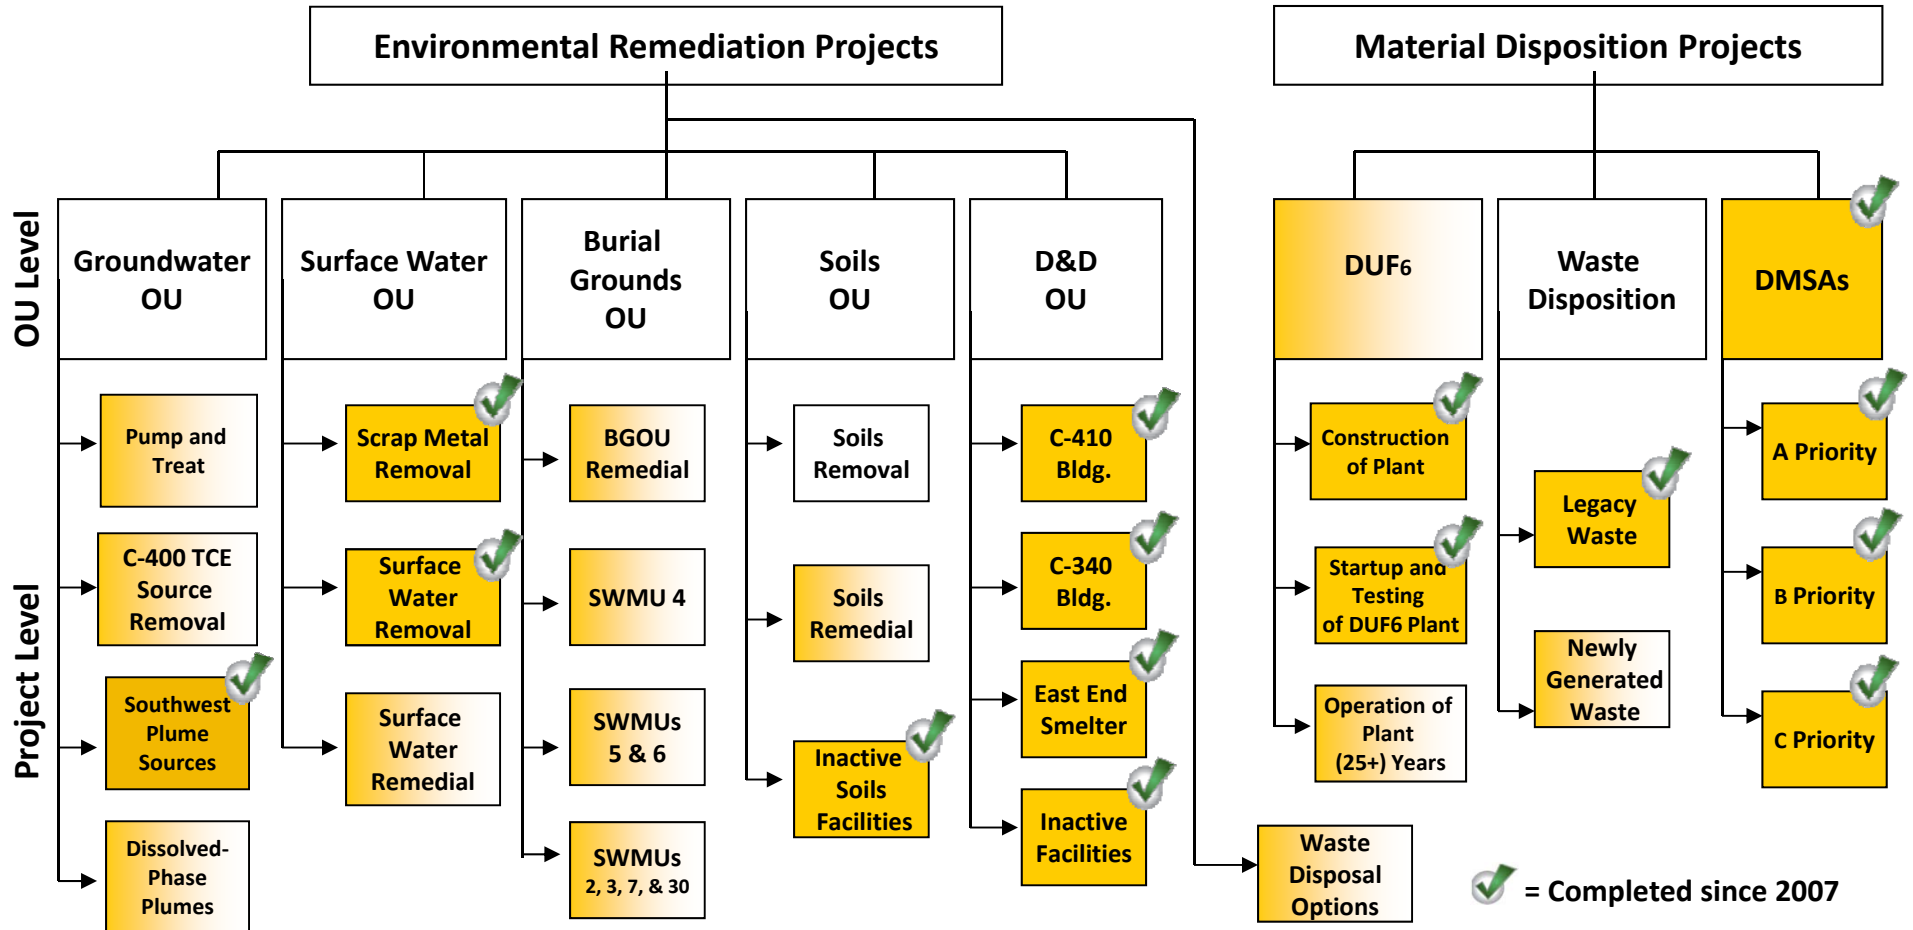 Environmental Remediation Projects
Material Disposition Projects
OU Level
Groundwater
OU
Surface Water
OU
Burial
Grounds
OU
Soils
OU
D&D
OU
DUF6
Waste
Disposition
DMSAs
Project Level
Pump and
Treat
C-400 TCE
Source
Removal
Southwest
Plume
Sources
Dissolved-
Phase
Plumes
Scrap Metal
Removal
Surface
Water
Removal
Surface
Water
Remedial
BGOU
Remedial
SWMU 4
SWMUs
5 & 6
SWMUs
2, 3, 7, & 30
Soils
Removal
Soils
Remedial
Inactive
Soils
Facilities
C-410
Bldg.
C-340
Bldg.
East End
Smelter
Inactive
Facilities
Waste
Disposal
Options
Construction
of Plant
Startup and
Testing
of DUF6 Plant
Operation of
Plant
(25+) Years
Legacy
Waste
Newly
Generated
Waste
A Priority
B Priority
C Priority
= Completed since 2007